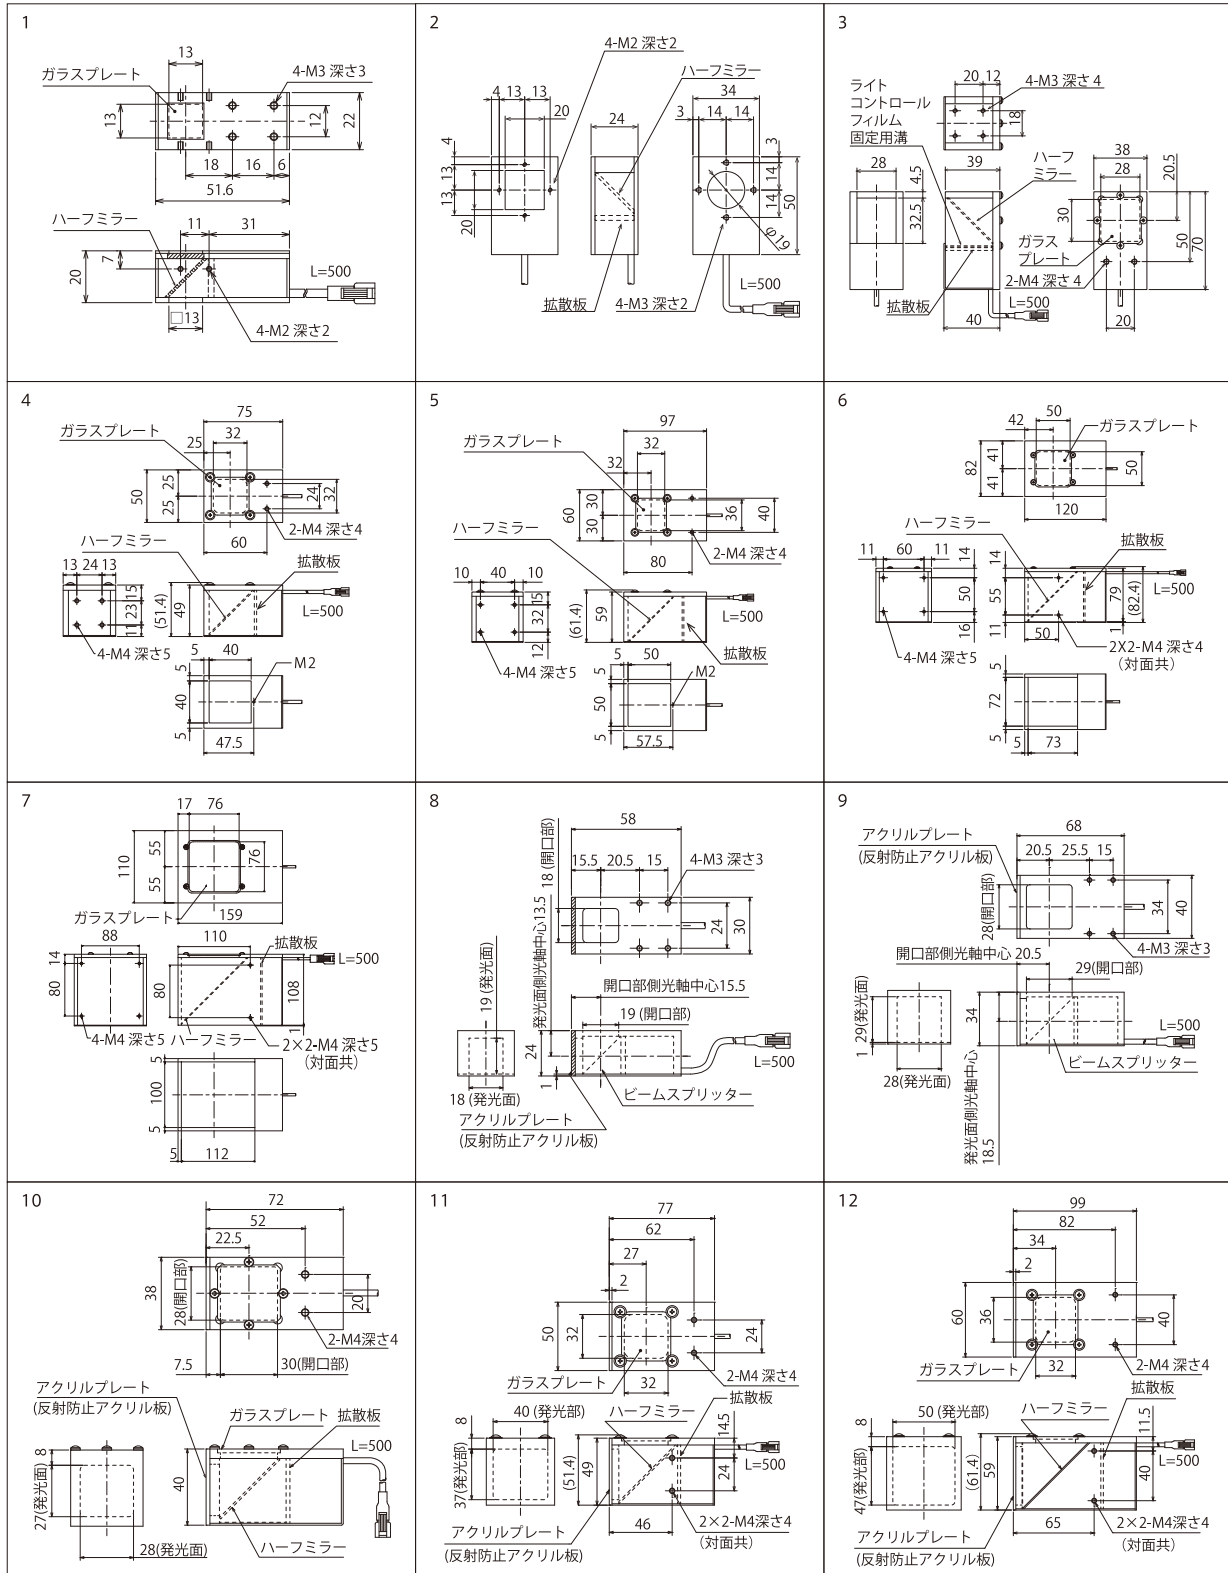 1
13
ガラスプレート
4-M3 深さ3
13
12
22
18
16
6
51.6
ハーフミラー
11
31
20
7
L=500
□13
4-M2 深さ2
2
4-M2 深さ2
ハーフミラー
4
13
13
20
24
34
3
14
14
4
13
13
20
3
14
14
50
φ19
L=500
拡散板
4-M3 深さ2
3
ライト
コントロール
フィルム
固定用溝
20
12
4-M3 深さ4
18
28
39
ハーフ
ミラー
38
28
20.5
4.5
32.5
30
50
70
ガラス
プレート
2-M4 深さ4
L=500
拡散板
40
20
4
75
ガラスプレート
32
25
50
25
25
24
32
2-M4 深さ4
60
ハーフミラー
拡散板
13
24
13
15
23
11
(51.4)
49
L=500
4-M4 深さ5
5
40
M2
5
40
5
47.5
5
97
ガラスプレート
32
32
60
30
30
36
40
ハーフミラー
2-M4 深さ4
80
10
40
10
15
32
12
(61.4)
59
L=500
4-M4 深さ5
拡散板
5
50
M2
5
50
5
57.5
6
42
50
ガラスプレート
82
41
41
50
120
ハーフミラー
拡散板
11
60
11
14
50
16
14
55
11
L=500
79
(82.4)
1
50
4-M4 深さ5
2X2-M4 深さ4
(対面共)
5
72
5
5
73
7
17
76
110
55
55
76
ガラスプレート
159
88
110
拡散板
14
80
80
L=500
108
1
4-M4 深さ5
ハーフミラー
2×2-M4 深さ5
(対面共)
5
100
5
5
112
8
58
18 (開口部)
15.5
20.5
15
4-M3 深さ3
24
30
発光面側光軸中心13.5
開口部側光軸中心15.5
19 (発光面)
19 (開口部)
24
1
L=500
18 (発光面)
ビームスプリッター
アクリルプレート
(反射防止アクリル板)
9
アクリルプレート
(反射防止アクリル板)
68
20.5
25.5
15
28(開口部)
34
40
4-M3 深さ3
開口部側光軸中心 20.5
29(開口部)
29(発光面)
1
34
L=500
28(発光面)
ビームスプリッター
発光面側光軸中心
18.5
10
72
52
22.5
38
28(開口部)
20
2-M4深さ4
7.5
30(開口部)
アクリルプレート
(反射防止アクリル板)
ガラスプレート
拡散板
L=500
8
27(発光面)
40
28(発光面)
ハーフミラー
11
77
62
27
2
50
32
24
2-M4 深さ4
ガラスプレート
32
拡散板
40 (発光部)
ハーフミラー
14.5
8
37(発光部)
(51.4)
49
24
L=500
アクリルプレート
(反射防止アクリル板)
46
2×2-M4深さ4
(対面共)
12
99
82
34
2
60
36
40
2-M4 深さ4
ガラスプレート
32
拡散板
50 (発光部)
ハーフミラー
11.5
8
47(発光部)
(61.4)
59
40
L=500
アクリルプレート
(反射防止アクリル板)
65
2×2-M4深さ4
(対面共)